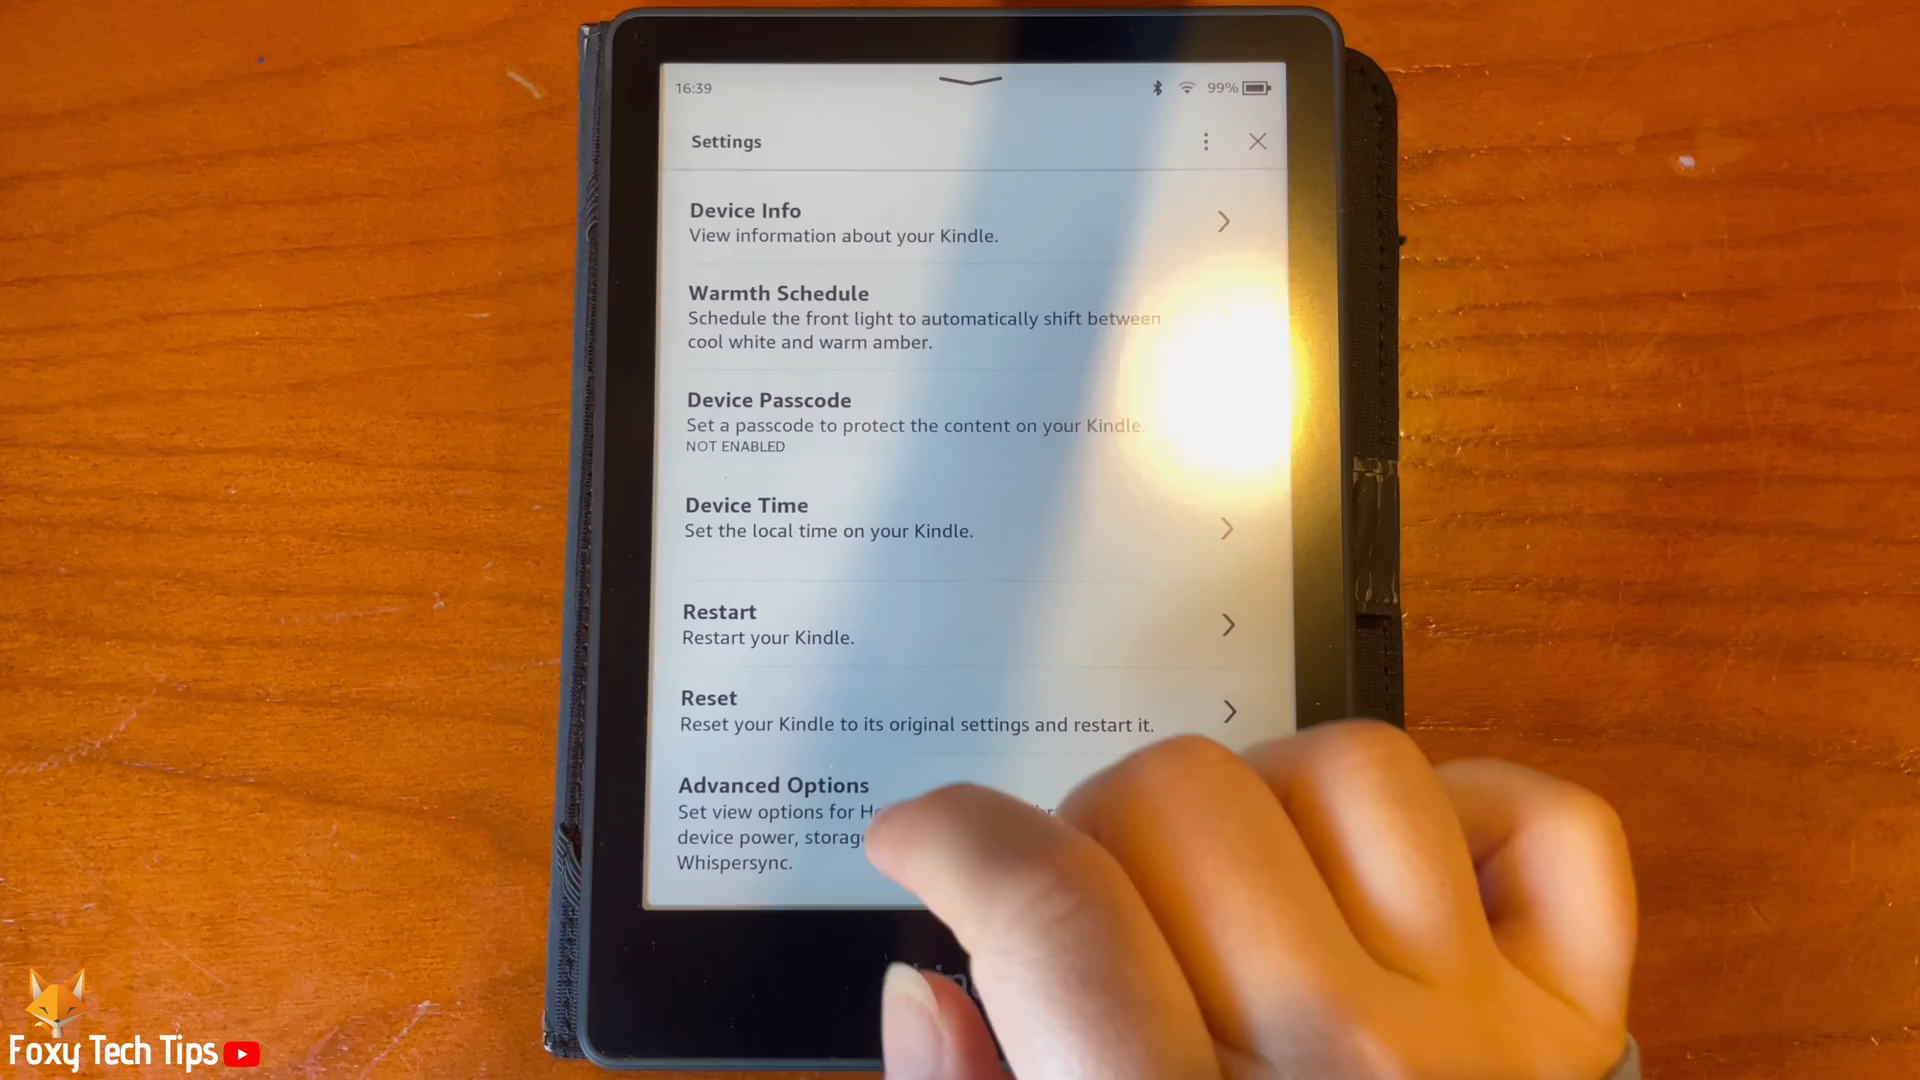 16:39
99%
Settings
Device Info
View information about your Kindle.
Warmth Schedule
Schedule the front light to automatically shift between
cool white and warm amber.
Device Passcode
Set a passcode to protect the content on your Kindle.
NOT ENABLED
Device Time
Set the local time on your Kindle.
Restart
Restart your Kindle.
Reset
Reset your Kindle to its original settings and restart it.
Advanced Options
Set view options for
device power, storage
Whispersync.
Foxy Tech Tips